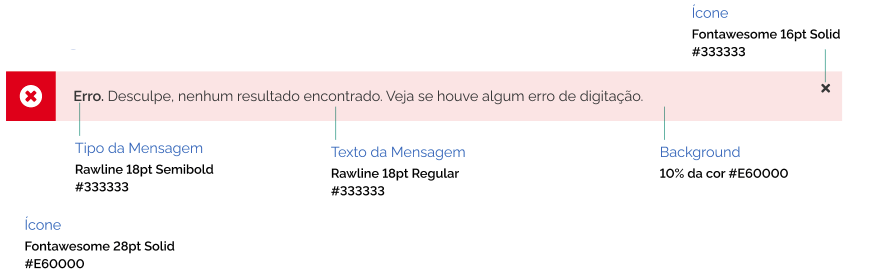 Ícone
Fontawesome 16pt Solid
#333333
Erro. Desculpe, nenhum resultado encontrado. Veja se houve algum erro de digitação.
Tipo da Mensagem
Rawline 18pt Semibold
#333333
Texto da Mensagem
Rawline 18pt Regular
#333333
Background
10% da cor #E60000
Ícone
Fontawesome 28pt Solid
#E60000